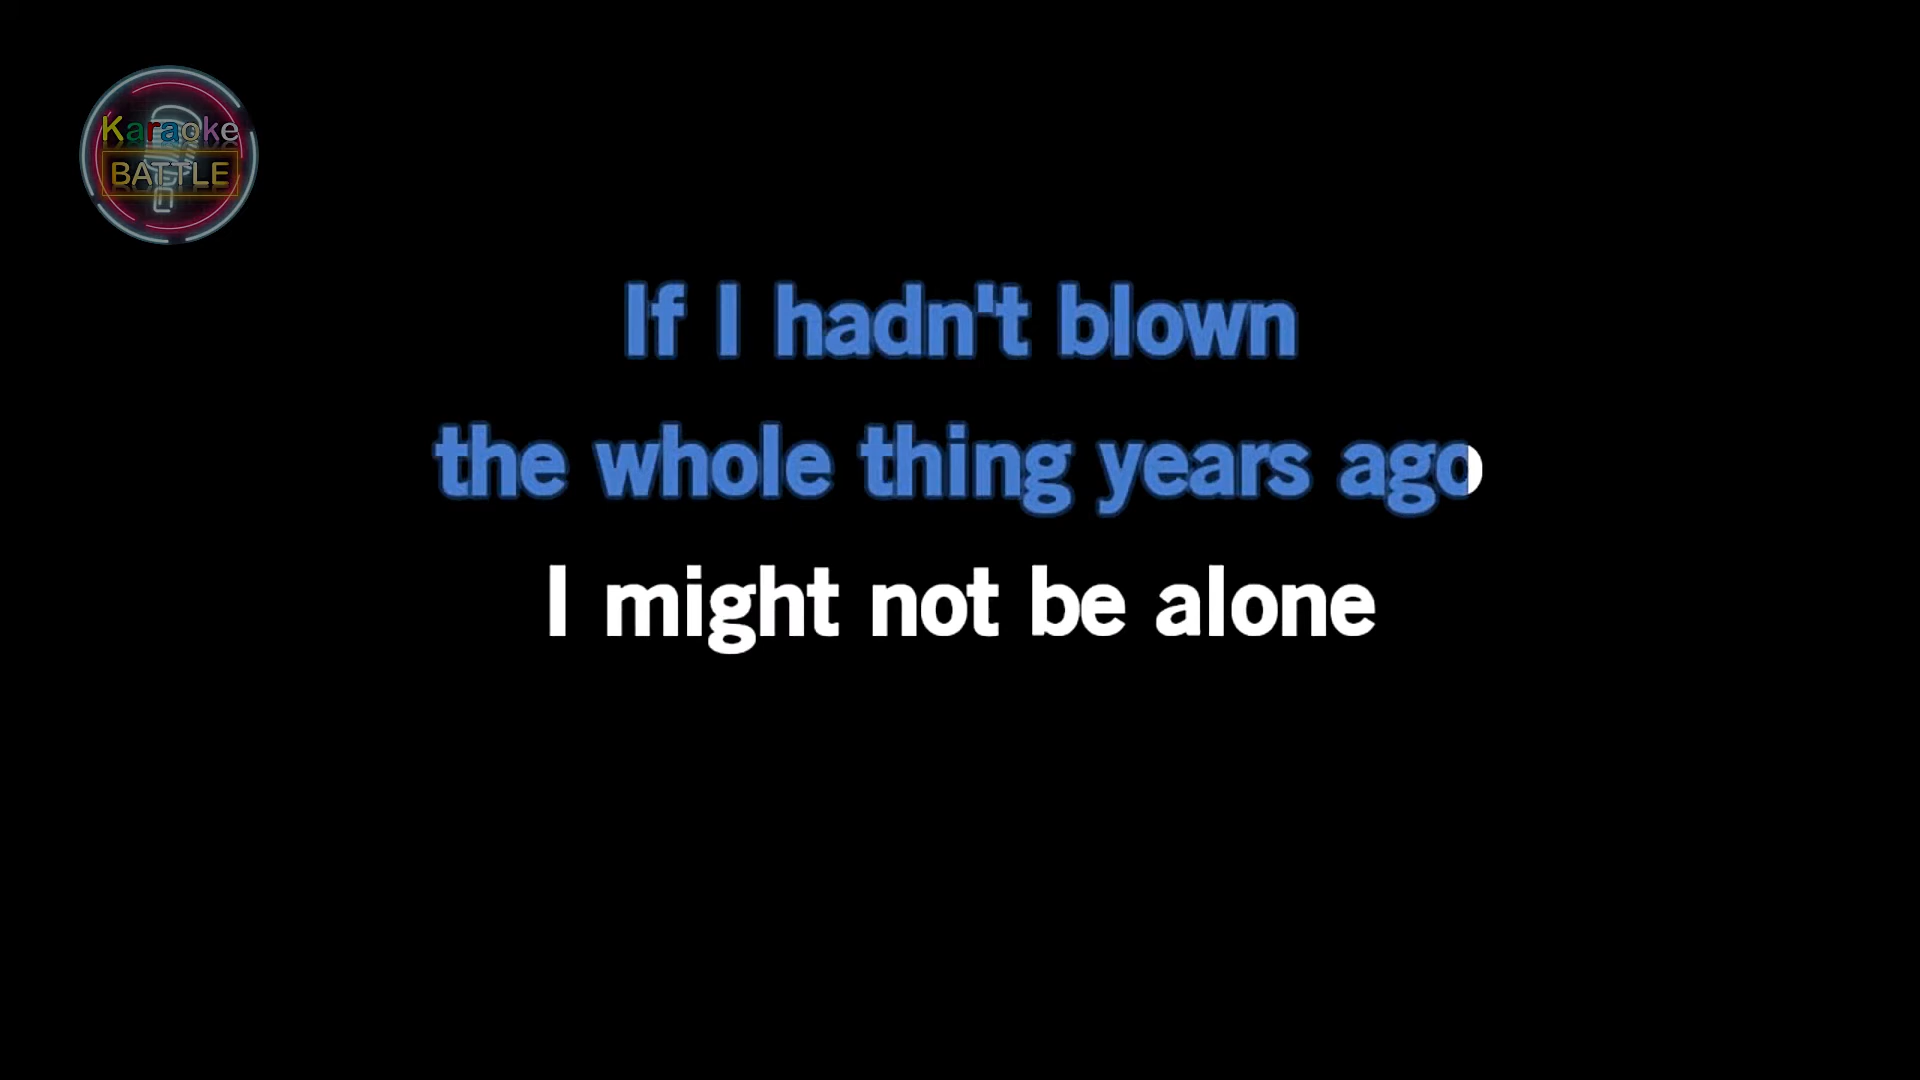 Karaoke
BATTLE
If I hadn't blown
the whole thing years ago
I might not be alone